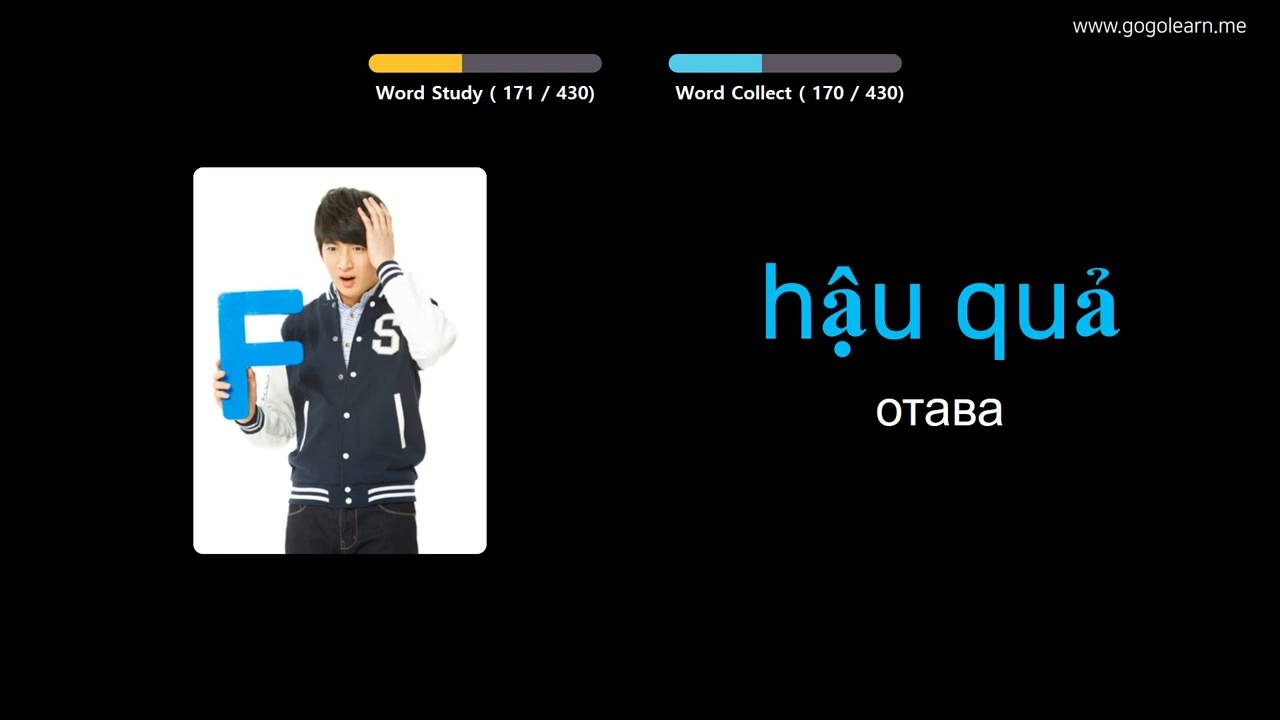 www.gogolearn.me
Word Study ( 171 / 430)
Word Collect ( 170 / 430)
F
S
hậu quả
отава